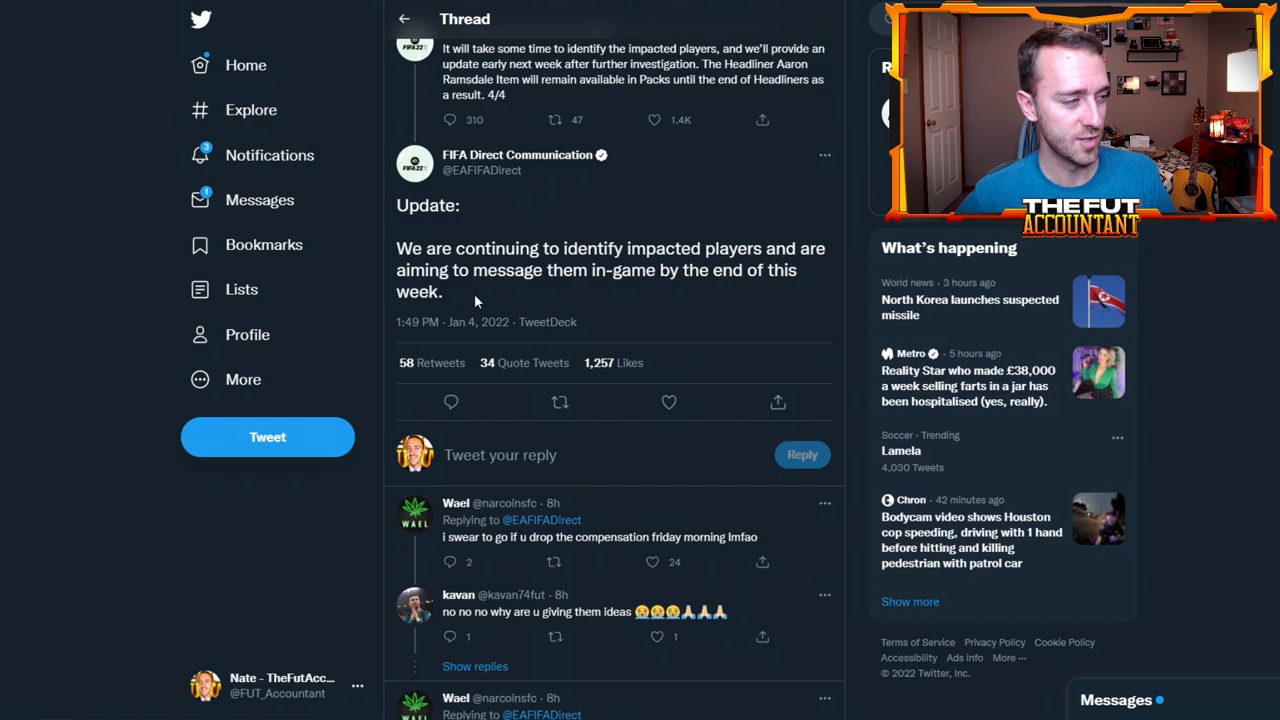 Thread
Home
Explore
3
Notifications
1
Messages
Bookmarks
Lists
Profile
More
Tweet
Nate - TheFutAcc...
@FUT_Accountant
FIFA22
It will take some time to identify the impacted players, and we'll provide an
update early next week after further investigation. The Headliner Aaron
Ramsdale Item will remain available in Packs until the end of Headliners as
a result. 4/4
310 47 1.4K
FIFA22
FIFA Direct Communication
@EAFIFADirect
Update:
We are continuing to identify impacted players and are
aiming to message them in-game by the end of this
week.
1:49 PM · Jan 4, 2022 · TweetDeck
58 Retweets 34 Quote Tweets 1,257 Likes
Tweet your reply
Reply
WAEL
Wael @narcoinsfc · 8h
Replying to @EAFIFADirect
i swear to go if u drop the compensation friday morning lmfao
2 24
kavan @kavan74fut · 8h
no no no why are u giving them ideas 😭😭😭🙏🏻🙏🏻🙏🏻
1 1
Show replies
WAEL
Wael @narcoinsfc · 8h
Replying to @EAFIFADirect
THE FUT
ACCOUNTANT
What's happening
World news · 3 hours ago
North Korea launches suspected
missile
Metro · 5 hours ago
Reality Star who made £38,000
a week selling farts in a jar has
been hospitalised (yes, really).
Soccer · Trending
Lamela
4,030 Tweets
Chron · 42 minutes ago
Bodycam video shows Houston
cop speeding, driving with 1 hand
before hitting and killing
pedestrian with patrol car
Show more
Terms of Service Privacy Policy Cookie Policy
Accessibility Ads info More ···
© 2022 Twitter, Inc.
Messages